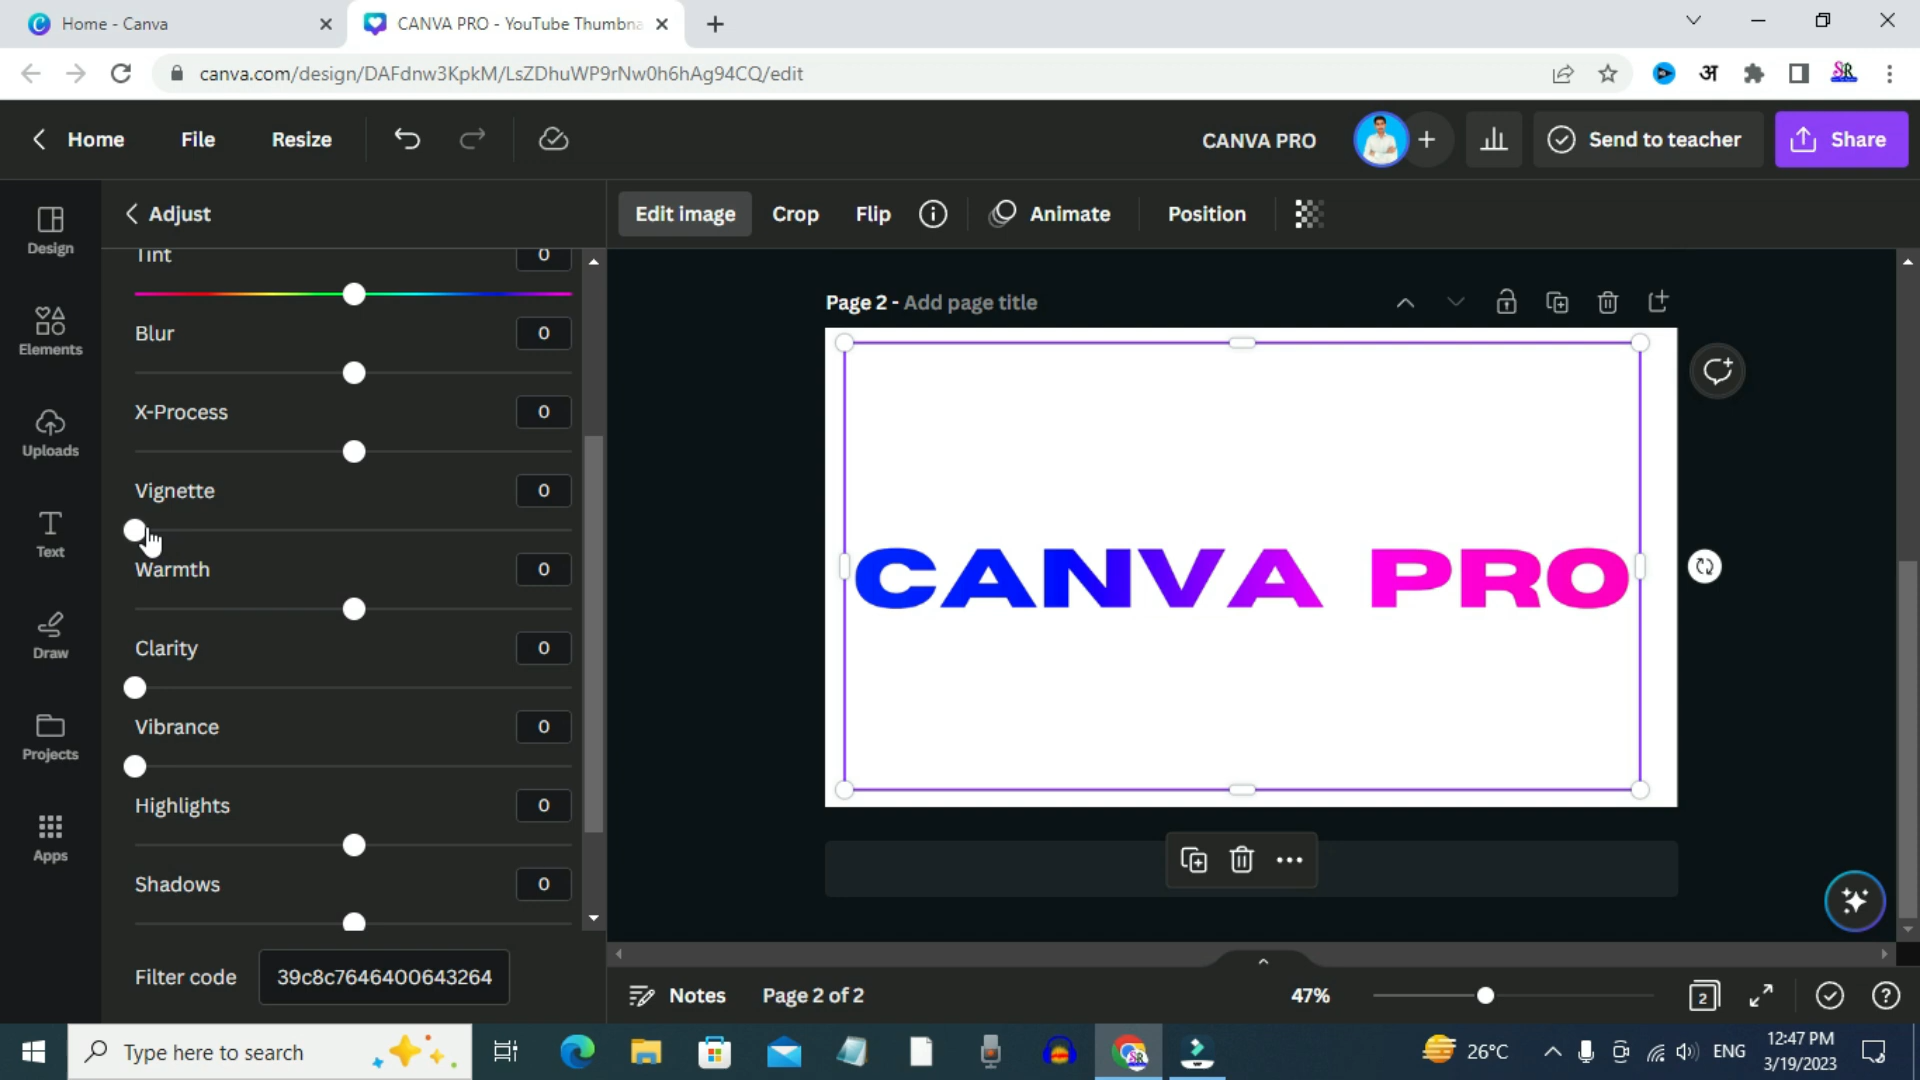 Home - Canva
CANVA PRO - YouTube Thumbna
canva.com/design/DAFdnw3KpkM/LsZDhuWP9rNw0h6hAg94CQ/edit
अ
SR
Home
File
Resize
CANVA PRO
Send to teacher
Share
Design
Elements
Uploads
Text
Draw
Projects
Apps
Adjust
Tint 0
Blur 0
X-Process 0
Vignette 0
Warmth 0
Clarity 0
Vibrance 0
Highlights 0
Shadows 0
Filter code 39c8c7646400643264
Edit image
Crop
Flip
Animate
Position
Page 2 - Add page title
CANVA PRO
Notes
Page 2 of 2
47%
2
Type here to search
26°C
ENG
12:47 PM
3/19/2023